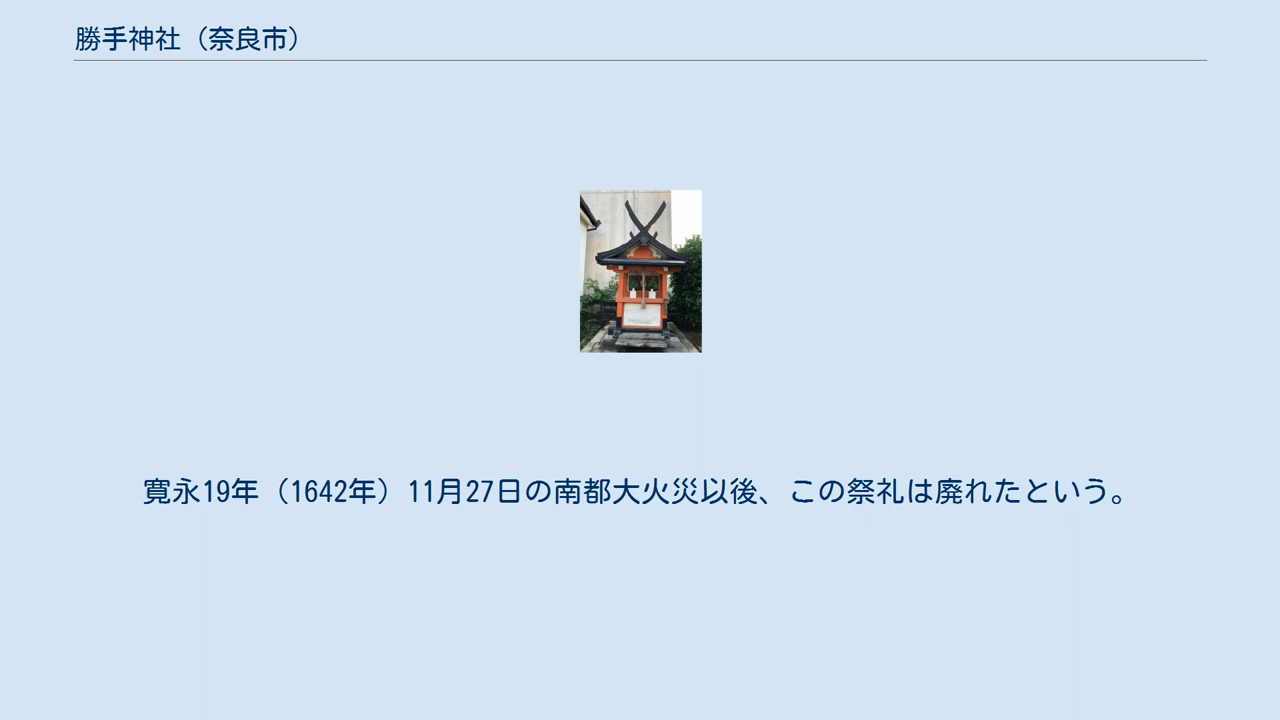 勝手神社（奈良市）
寛永19年（1642年）11月27日の南都大火災以後、この祭礼は廃れたという。